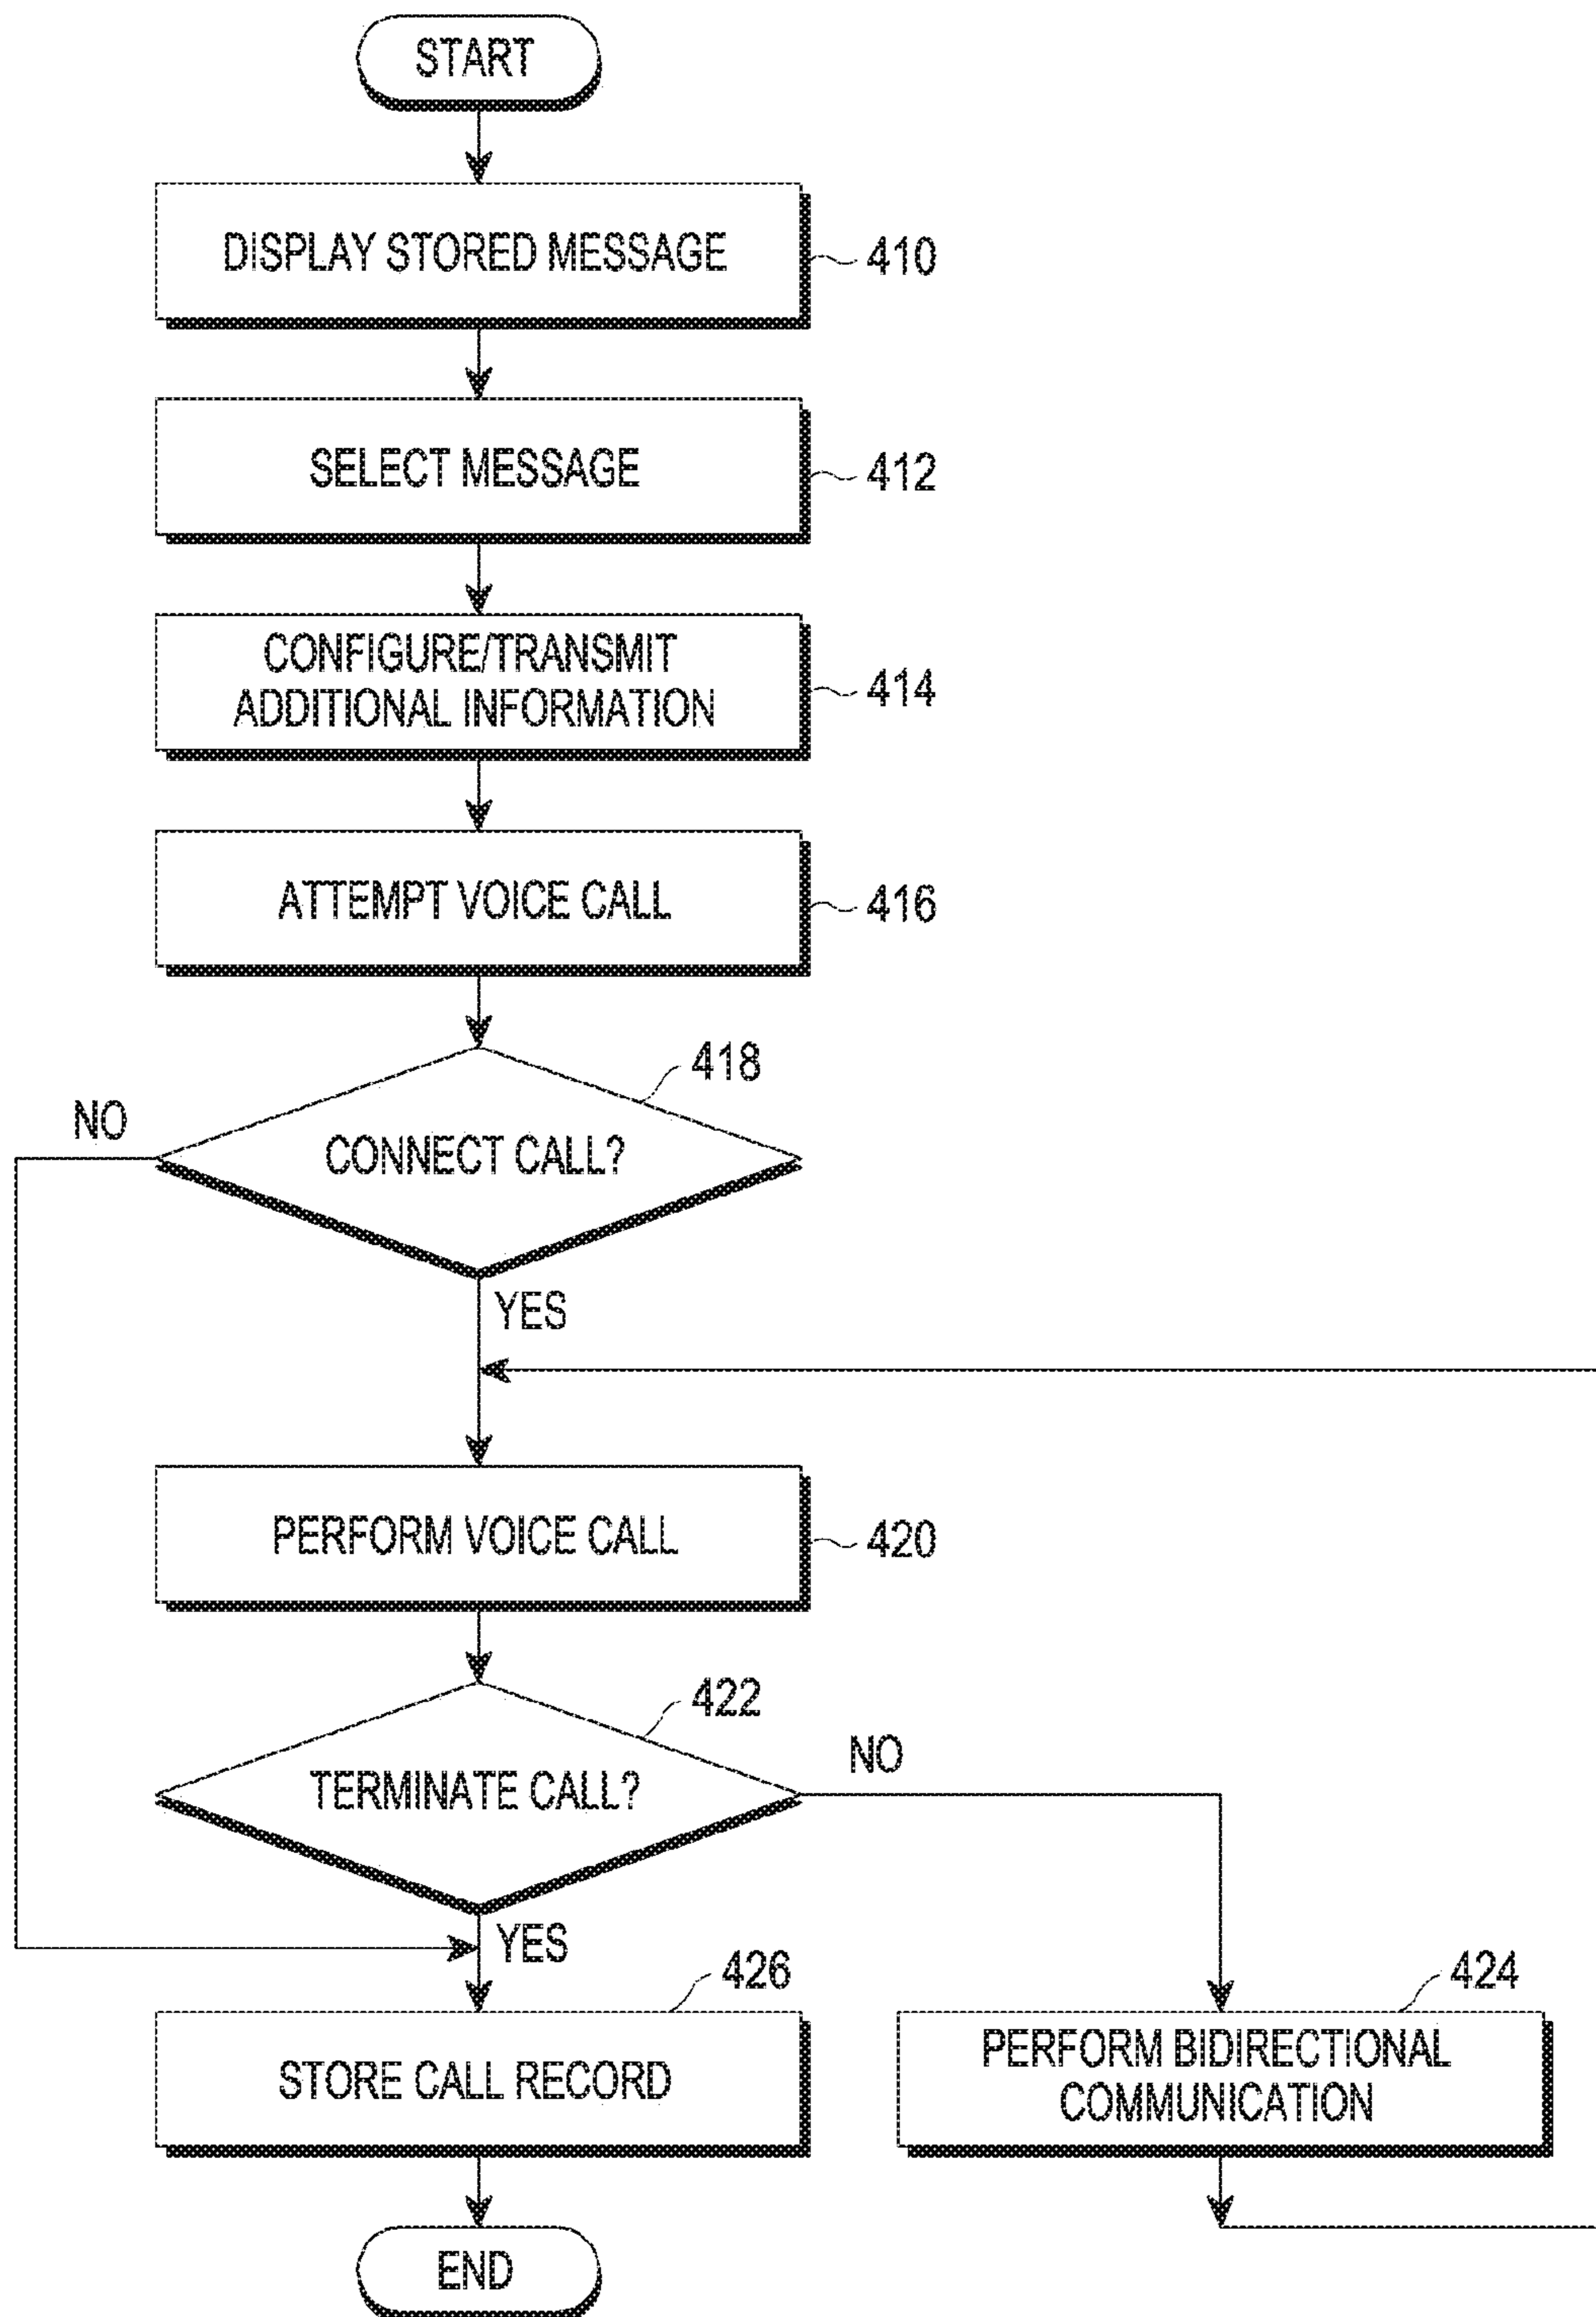 START
DISPLAY STORED MESSAGE
410
SELECT MESSAGE
412
CONFIGURE/TRANSMIT
ADDITIONAL INFORMATION
414
ATTEMPT VOICE CALL
416
418
NO
CONNECT CALL?
YES
PERFORM VOICE CALL
420
422
NO
TERMINATE CALL?
YES
426
424
STORE CALL RECORD
PERFORM BIDIRECTIONAL
COMMUNICATION
END